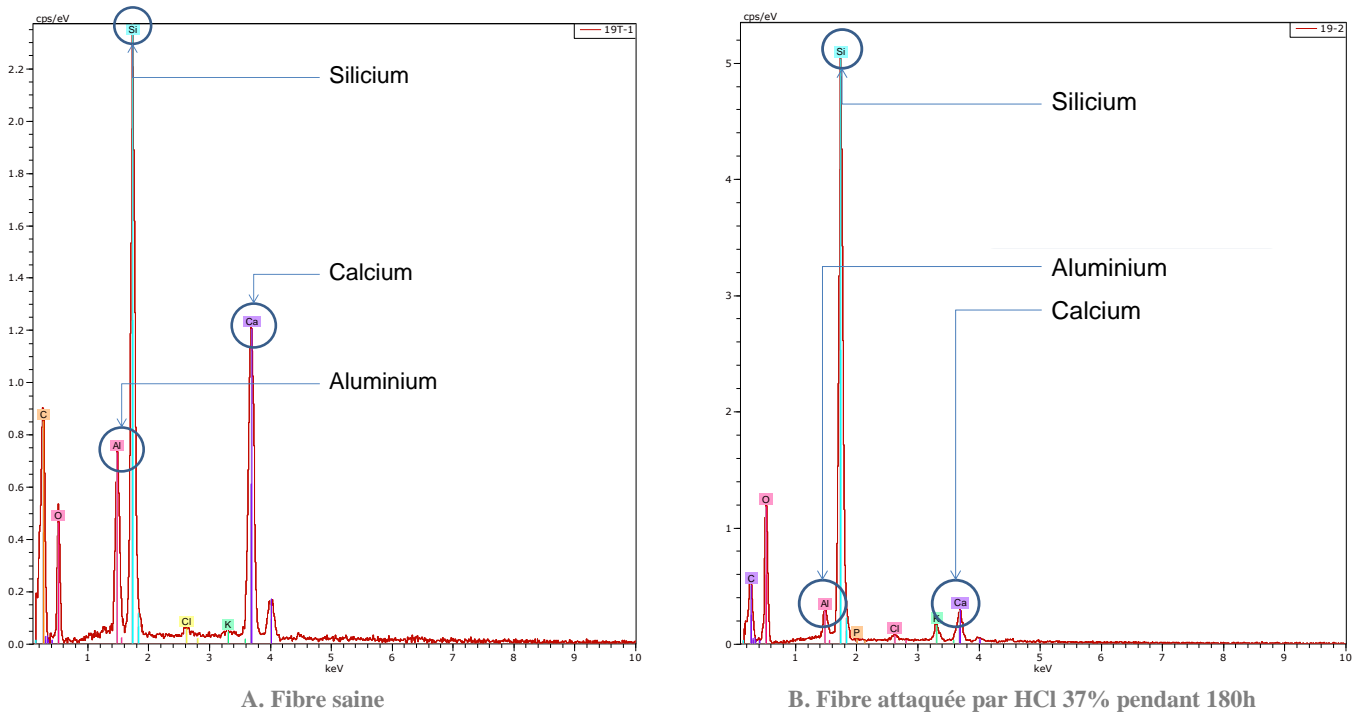 cps/eV
19T-1
Si
Silicium
Calcium
Ca
Aluminium
C
Al
O
Cl
K
2.2
2.0
1.8
1.6
1.4
1.2
1.0
0.8
0.6
0.4
0.2
0.0
1 2 3 4 5 6 7 8 9 10
keV
A. Fibre saine
cps/eV
19-2
Si
Silicium
Aluminium
Calcium
O
C
Al
P
Cl
K
Ca
5
4
3
2
1
0
1 2 3 4 5 6 7 8 9 10
keV
B. Fibre attaquée par HCl 37% pendant 180h